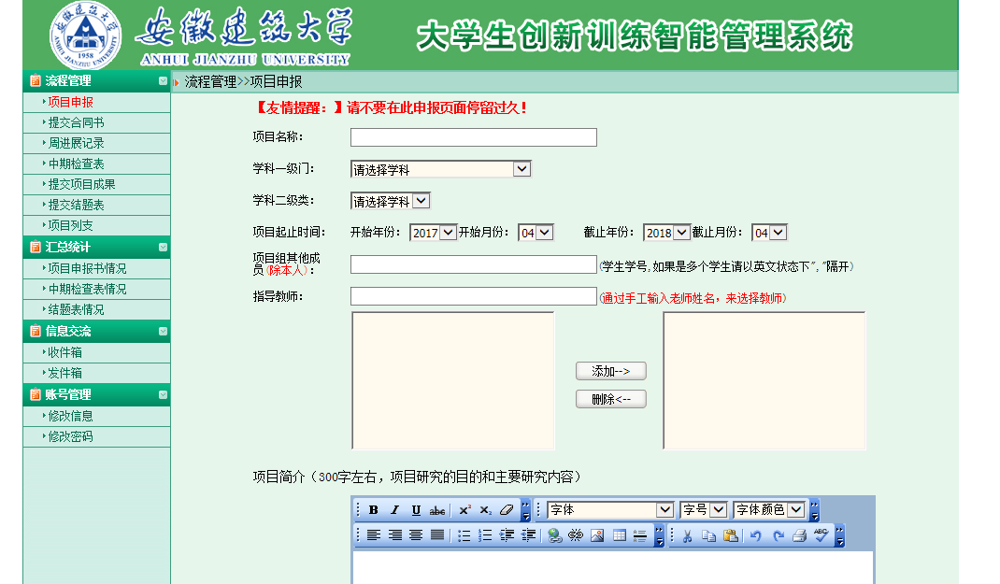 安徽建筑大学
ANHUI JIANZHU UNIVERSITY
1958
大学生创新训练智能管理系统
流程管理
项目申报
提交合同书
周进展记录
中期检查表
提交项目成果
提交结题表
项目列支
汇总统计
项目申报书情况
中期检查表情况
结题表情况
信息交流
收件箱
发件箱
账号管理
修改信息
修改密码
流程管理>>项目申报
【友情提醒：】请不要在此申报页面停留过久！
项目名称：
学科一级门： 请选择学科
学科二级类： 请选择学科
项目起止时间： 开始年份： 2017 开始月份： 04 截止年份： 2018 截止月份： 04
项目组其他成
员(除本人)： (学生学号,如果是多个学生请以英文状态下","隔开)
指导教师： (通过手工输入老师姓名，来选择教师)
添加-->
删除<--
项目简介（300字左右，项目研究的目的和主要研究内容）
B I U abc X² X₂ 字体 字号 字体颜色
ABC